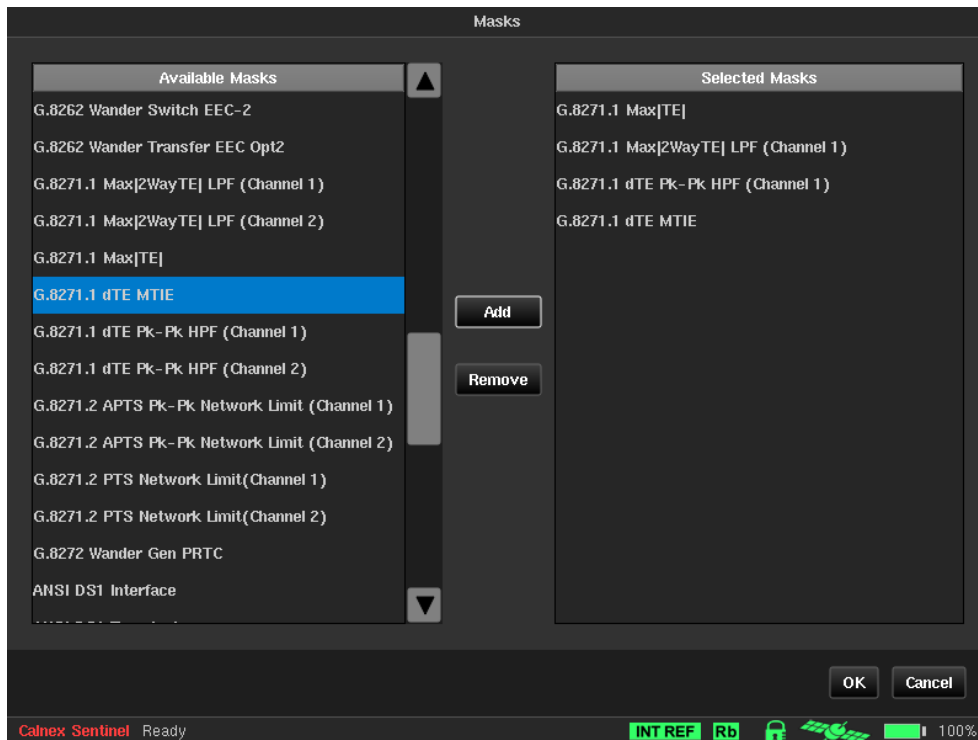 Masks
Available Masks
G.8262 Wander Switch EEC-2
G.8262 Wander Transfer EEC Opt2
G.8271.1 Max|2WayTE| LPF (Channel 1)
G.8271.1 Max|2WayTE| LPF (Channel 2)
G.8271.1 Max|TE|
G.8271.1 dTE MTIE
G.8271.1 dTE Pk-Pk HPF (Channel 1)
G.8271.1 dTE Pk-Pk HPF (Channel 2)
G.8271.2 APTS Pk-Pk Network Limit (Channel 1)
G.8271.2 APTS Pk-Pk Network Limit (Channel 2)
G.8271.2 PTS Network Limit(Channel 1)
G.8271.2 PTS Network Limit(Channel 2)
G.8272 Wander Gen PRTC
ANSI DS1 Interface
Add
Remove
Selected Masks
G.8271.1 Max|TE|
G.8271.1 Max|2WayTE| LPF (Channel 1)
G.8271.1 dTE Pk-Pk HPF (Channel 1)
G.8271.1 dTE MTIE
OK
Cancel
Calnex Sentinel Ready
INT REF
Rb
100%